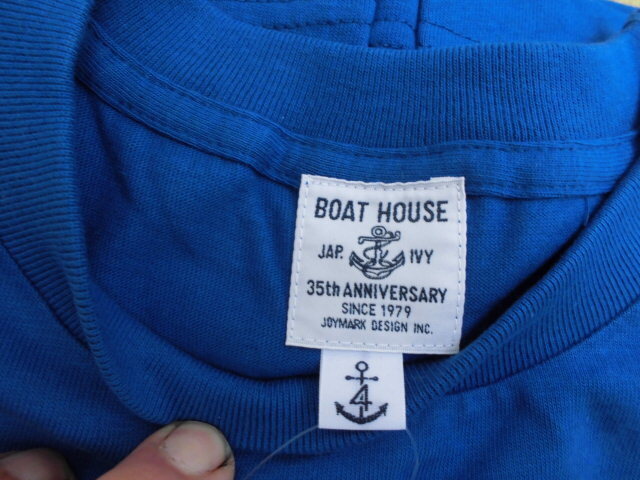 BOAT HOUSE
JAP. IVY
35th ANNIVERSARY
SINCE 1979
JOYMARK DESIGN INC.
4